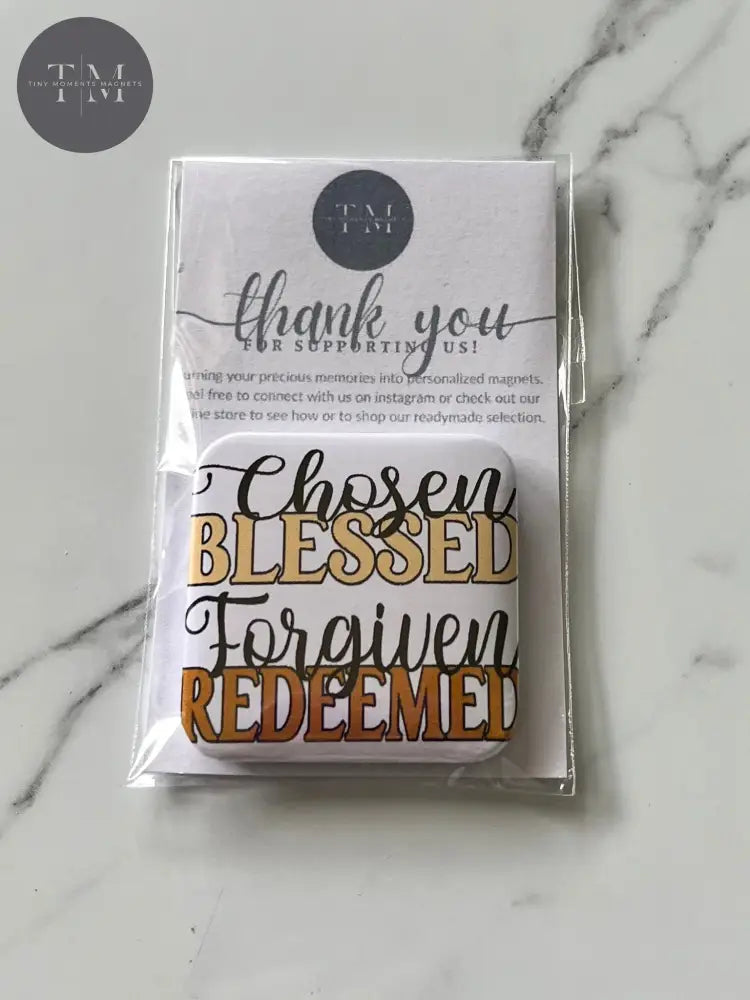 T M
TINY MOMENTS MAGNETS
T M
thank you
FOR SUPPORTING US!
your precious memories into personalized magnets.
free to connect with us on instagram or check out our
store to see how or to shop our readymade selection.
Chosen
BLESSED
Forgiven
REDEEMED